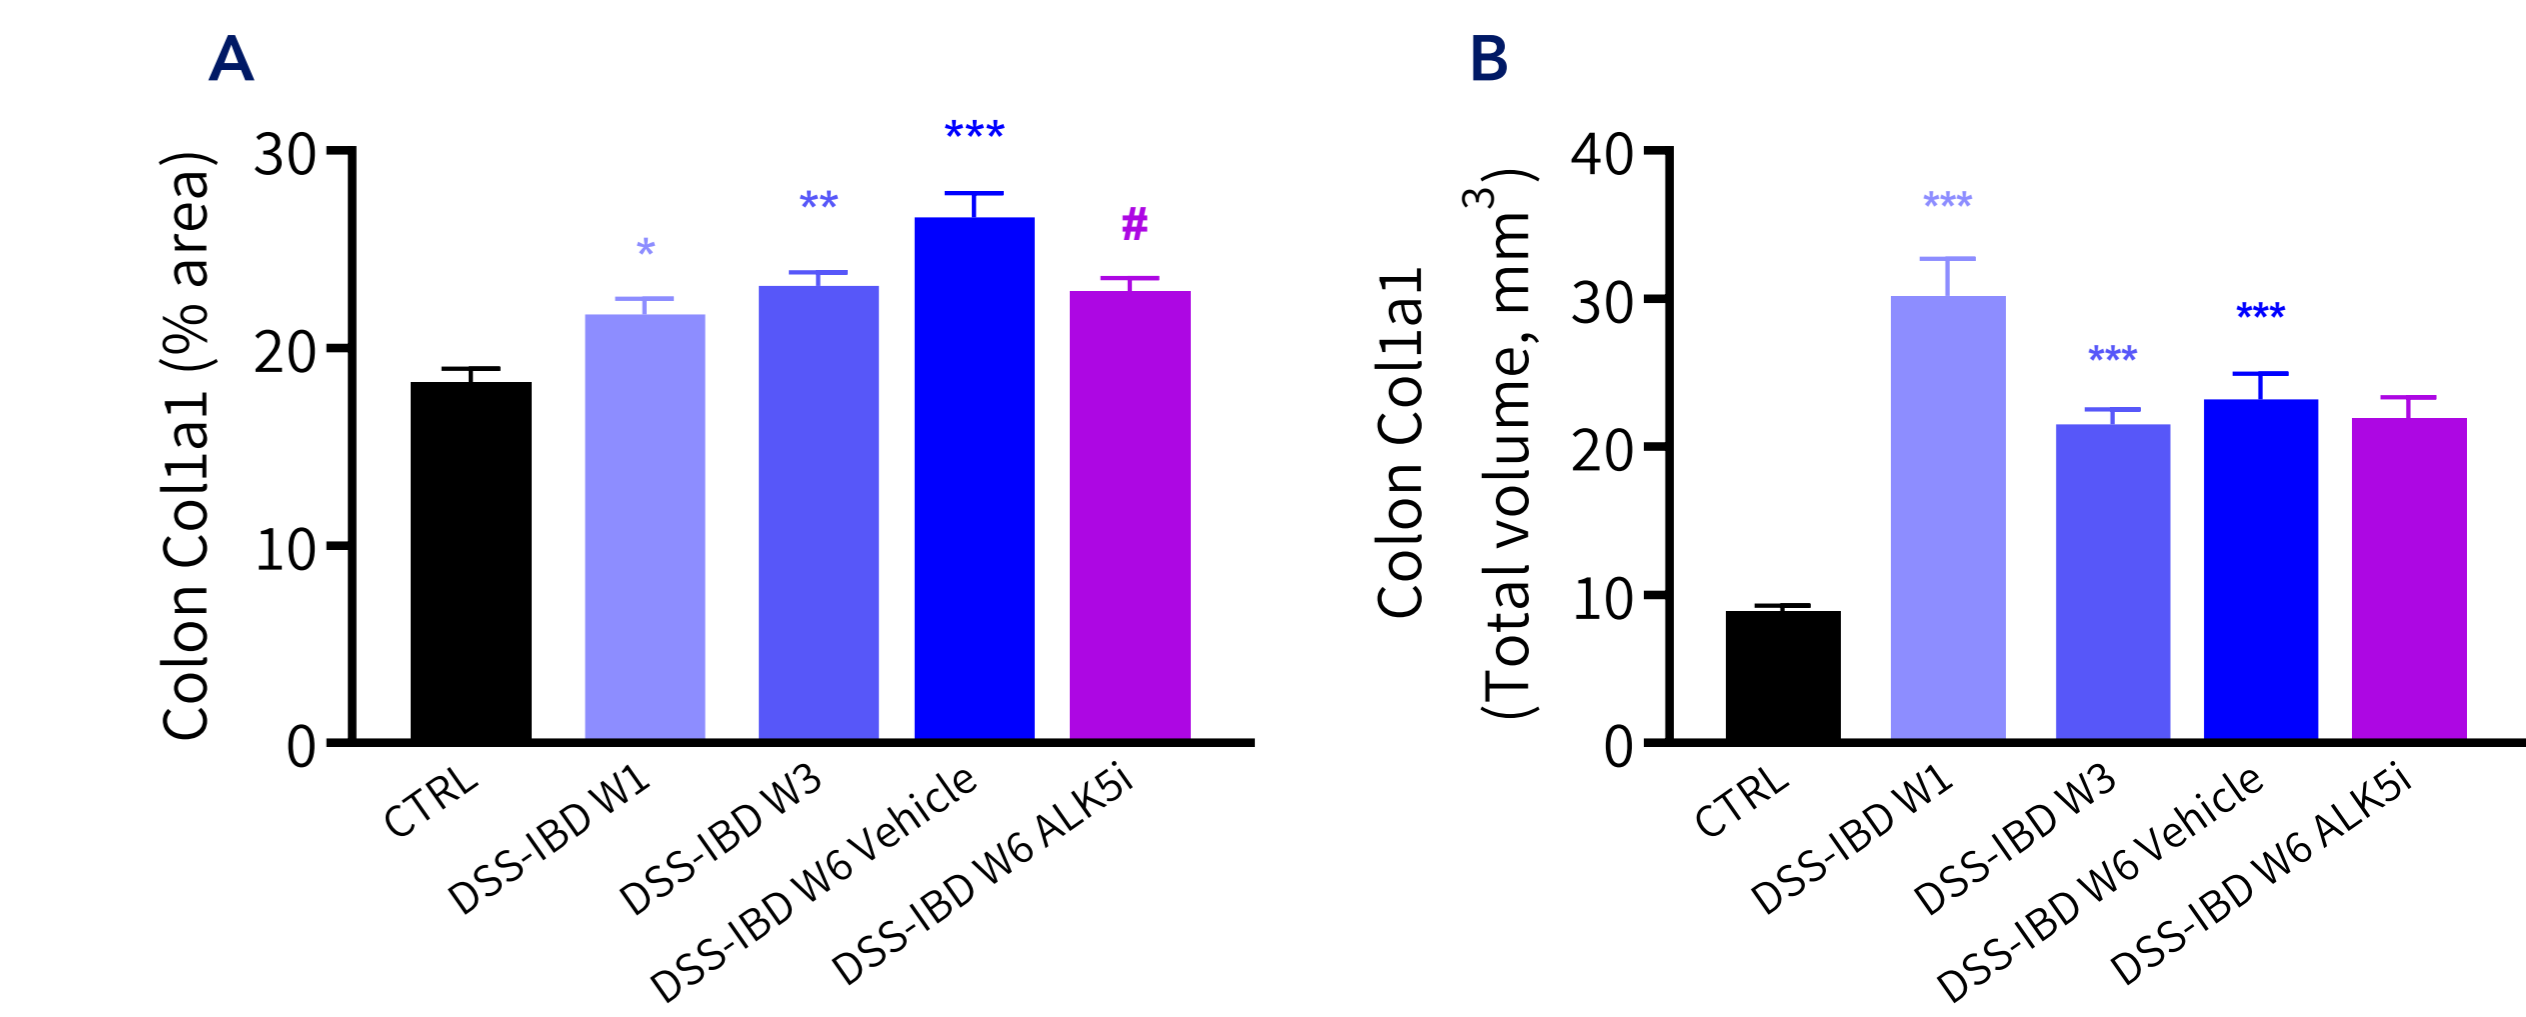 A
Colon Col1a1 (% area)
30
20
10
0
*
**
***
#
CTRL
DSS-IBD W1
DSS-IBD W3
DSS-IBD W6 Vehicle
DSS-IBD W6 ALK5i
B
Colon Col1a1
(Total volume, mm³)
40
30
20
10
0
***
***
***
CTRL
DSS-IBD W1
DSS-IBD W3
DSS-IBD W6 Vehicle
DSS-IBD W6 ALK5i